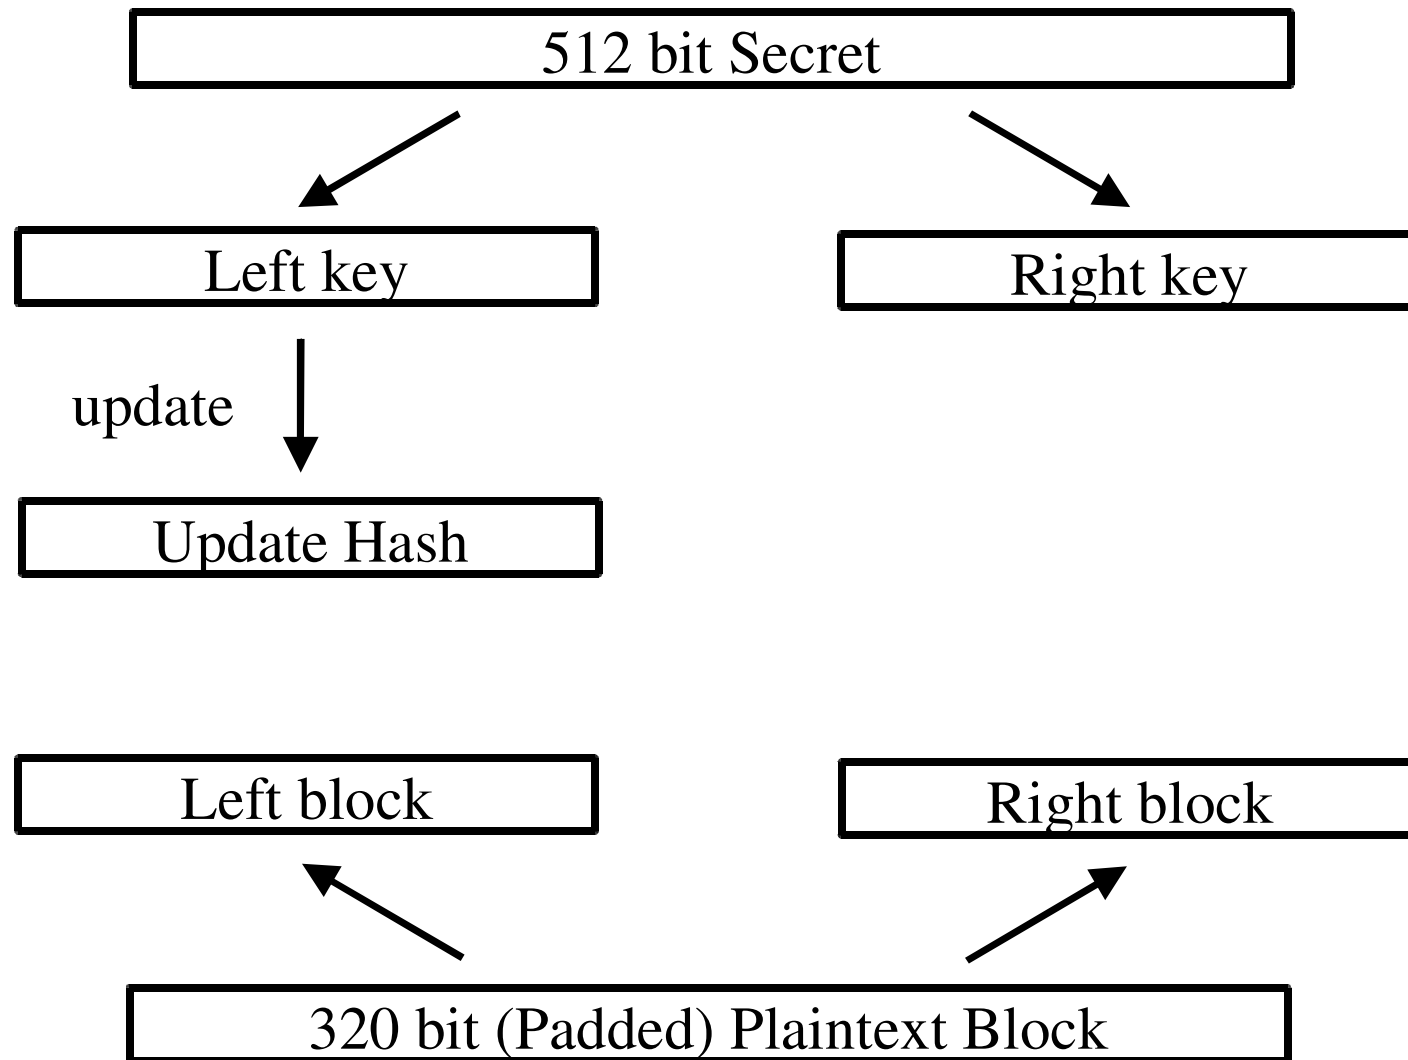 512 bit Secret
Left key
Right key
update
Update Hash
Left block
Right block
320 bit (Padded) Plaintext Block